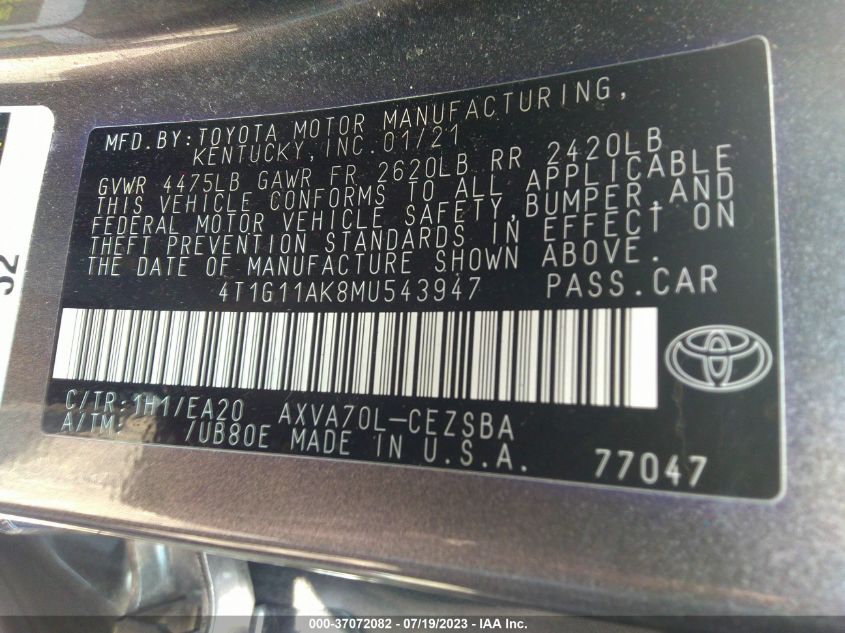 MFD.BY:TOYOTA MOTOR MANUFACTURING,
KENTUCKY,INC.01/21
GVWR 4475LB GAWR FR 2620LB RR 2420LB
THIS VEHICLE CONFORMS TO ALL APPLICABLE
FEDERAL MOTOR VEHICLE SAFETY,BUMPER,AND
THEFT PREVENTION STANDARDS IN EFFECT ON
THE DATE OF MANUFACTURE SHOWN ABOVE.
4T1G11AK8MU543947 PASS.CAR
C/TR:1H1/EA20 AXVA70L-CEZSBA
A/TM: /UB80E MADE IN U.S.A.
77047
000-37072082 - 07/19/2023 - IAAI Inc.